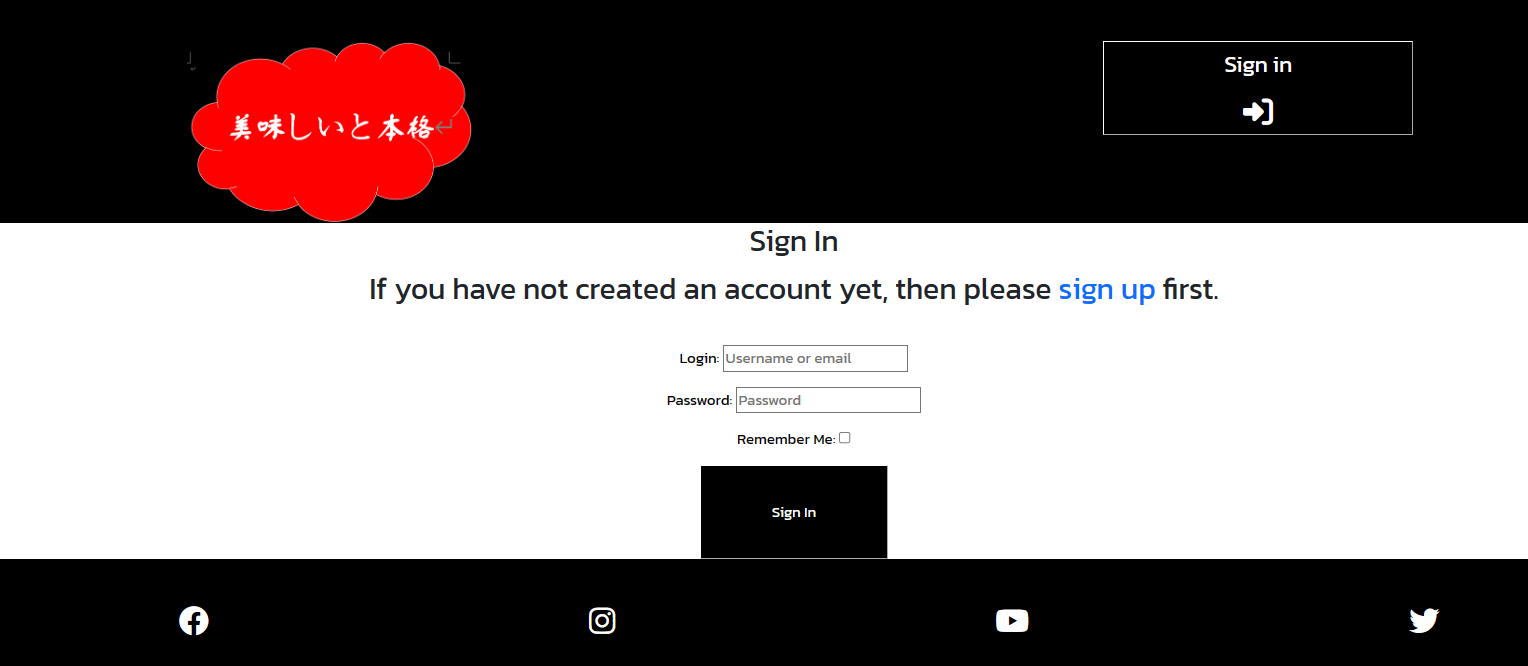 美味しいと本格↵
Sign in
Sign In
If you have not created an account yet, then please sign up first.
Login: Username or email
Password: Password
Remember Me:
Sign In